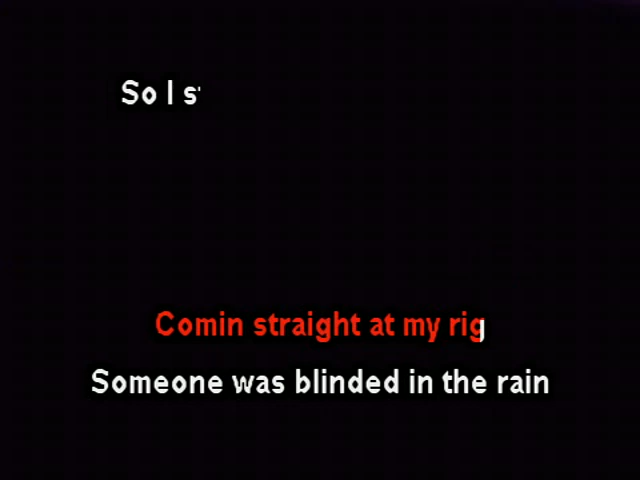 So I s
Comin straight at my rig
Someone was blinded in the rain